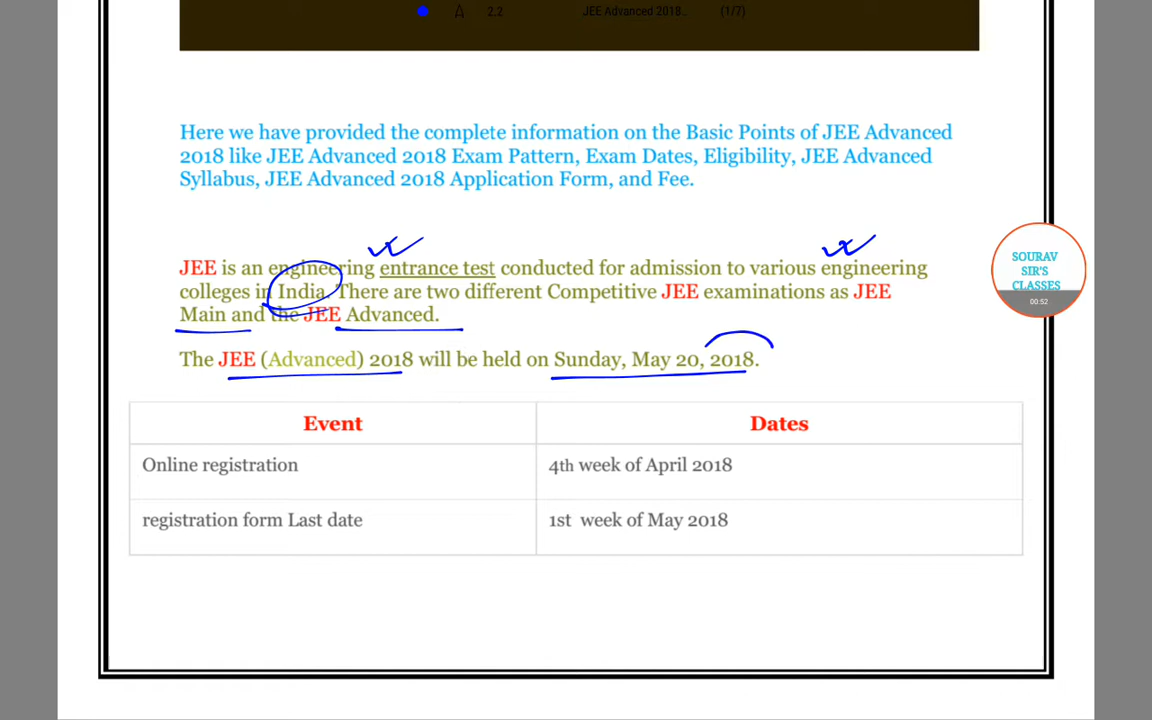 2.2 JEE Advanced 2018... (1/7)
Here we have provided the complete information on the Basic Points of JEE Advanced
2018 like JEE Advanced 2018 Exam Pattern, Exam Dates, Eligibility, JEE Advanced
Syllabus, JEE Advanced 2018 Application Form, and Fee.
JEE is an engineering entrance test conducted for admission to various engineering
colleges in India. There are two different Competitive JEE examinations as JEE
Main and the JEE Advanced.
The JEE (Advanced) 2018 will be held on Sunday, May 20, 2018.
Event Dates
Online registration 4th week of April 2018
registration form Last date 1st week of May 2018
SOURAV
SIR'S
CLASSES
00:52